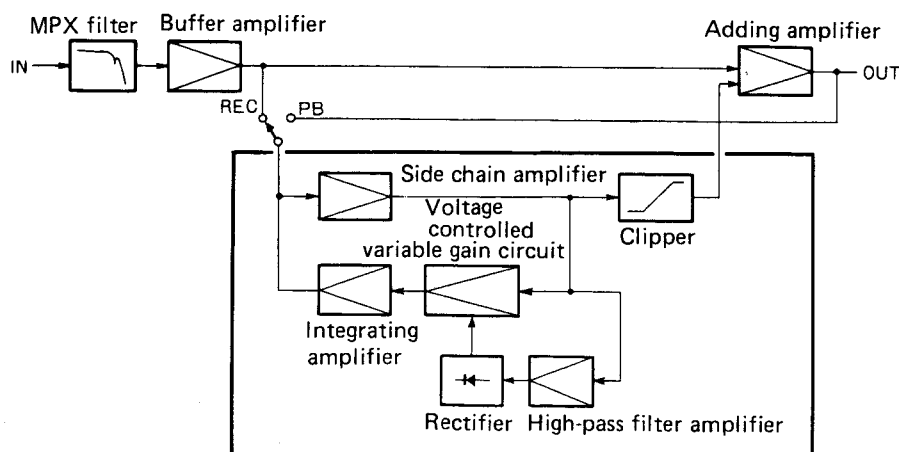 MPX filter
Buffer amplifier
Adding amplifier
IN
OUT
REC
PB
Side chain amplifier
Voltage
controlled
variable gain circuit
Clipper
Integrating
amplifier
Rectifier
High-pass filter amplifier